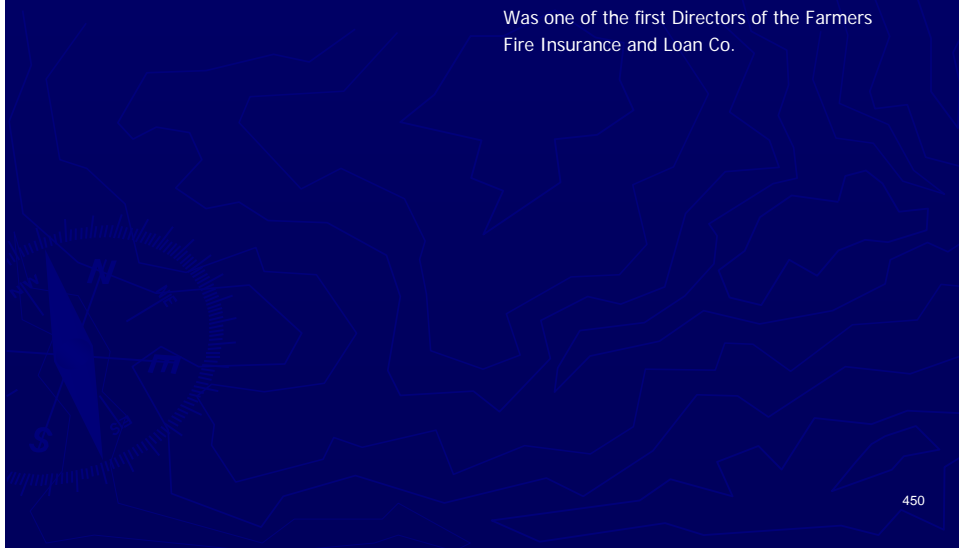 Was one of the first Directors of the Farmers
Fire Insurance and Loan Co.
N
m
S
450